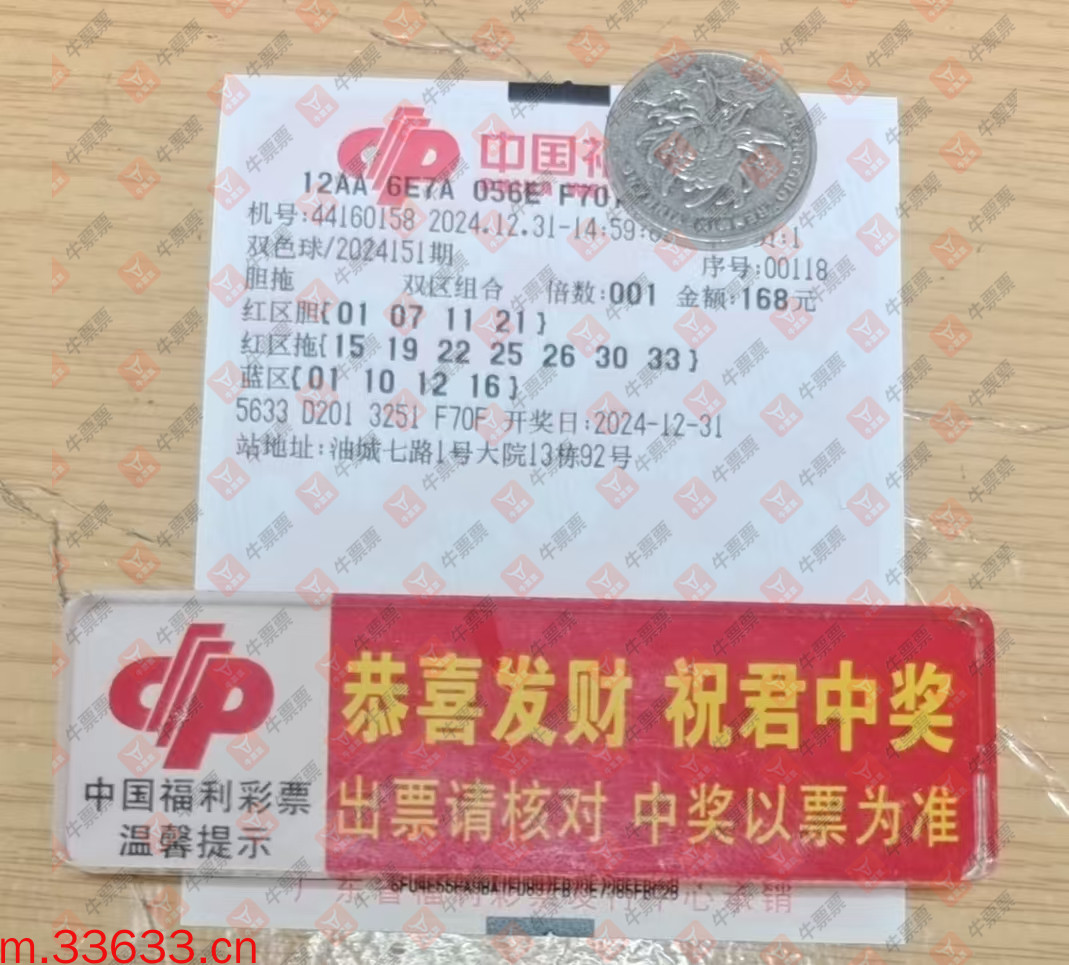 中国福
12AA 6E7A 056E F70
机号:44160158 2024.12.31-14:59: :1
双色球/2024151期 序号:00118
胆拖 双区组合 倍数:001 金额:168元
红区胆{01 07 11 21}
红区拖{15 19 22 25 26 30 33}
蓝区{01 10 12 16}
5633 D201 3251 F70F 开奖日:2024-12-31
站地址:油城七路1号大院13栋92号
恭喜发财 祝君中奖
中国福利彩票
温馨提示
出票请核对 中奖以票为准
m.33633.cn
牛票票